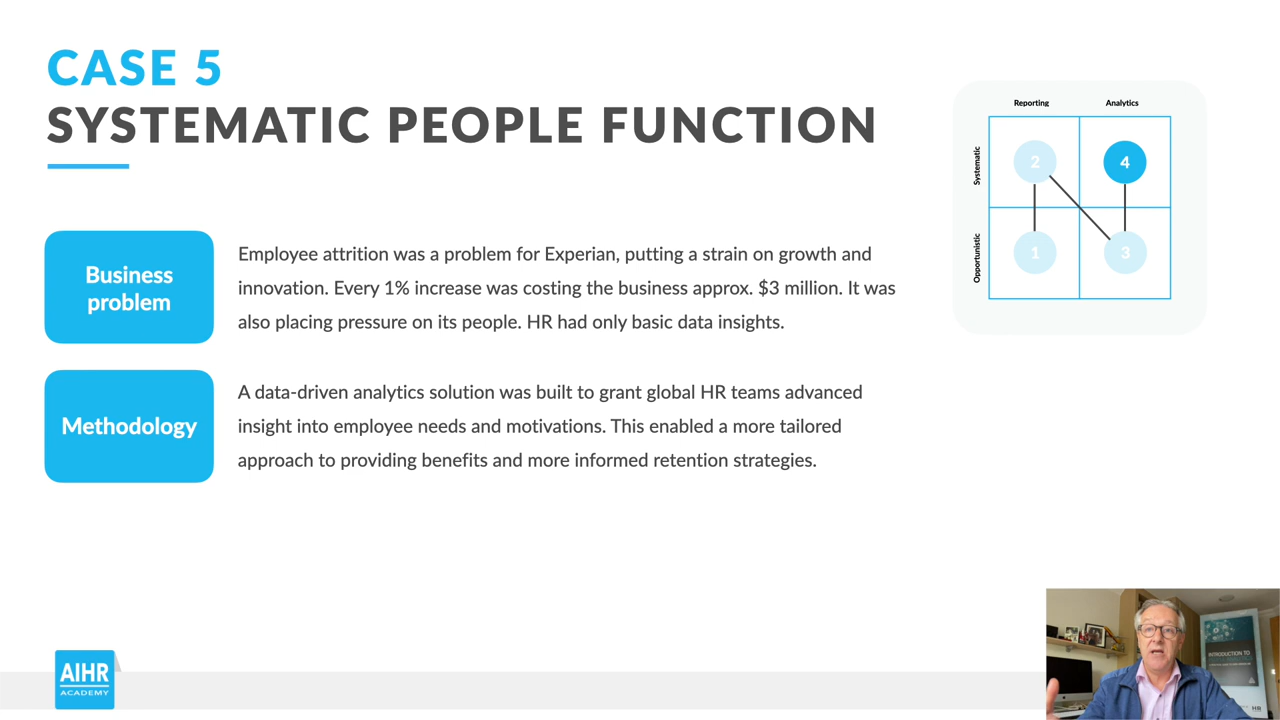 CASE 5
SYSTEMATIC PEOPLE FUNCTION
Reporting
Analytics
Systematic
Opportunistic
2
4
1
3
Business
problem
Employee attrition was a problem for Experian, putting a strain on growth and
innovation. Every 1% increase was costing the business approx. $3 million. It was
also placing pressure on its people. HR had only basic data insights.
Methodology
A data-driven analytics solution was built to grant global HR teams advanced
insight into employee needs and motivations. This enabled a more tailored
approach to providing benefits and more informed retention strategies.
AIHR
ACADEMY
INTRODUCTION TO